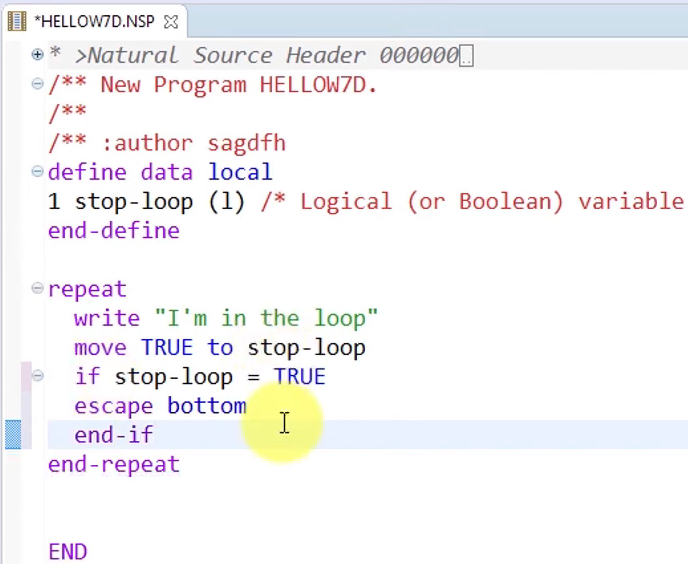 *HELLOW7D.NSP
* >Natural Source Header 000000..
/** New Program HELLOW7D.
/**
/** :author sagdfh
define data local
1 stop-loop (l) /* Logical (or Boolean) variable
end-define
repeat
write "I'm in the loop"
move TRUE to stop-loop
if stop-loop = TRUE
escape bottom
end-if
end-repeat
END